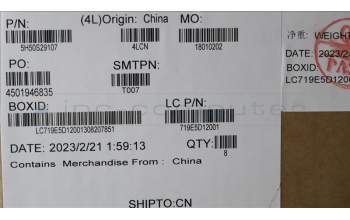 P/N: (4L)Origin: China MO:
5H50S29107 4LCN 18010202
PO: SMTPN:
4501946835 T007
BOXID: LC P/N:
LC719E5D12001308207851 719E5D12001
DATE: 2023/2/21 1:59:13 QTY:
8
Contains Merchandise From : China
SHIPTO:CN
净重: WEIGHT
DATE: 2023/2/
BOXID:
LC719E5D1200